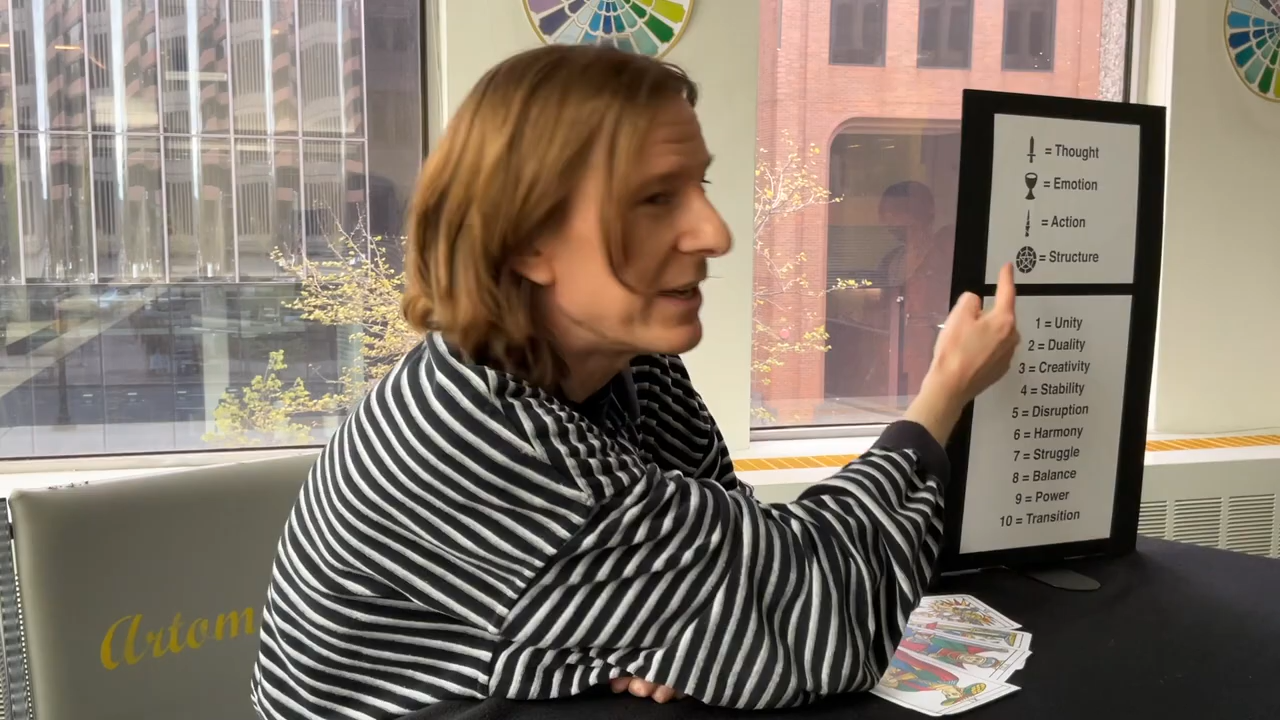 = Thought
= Emotion
= Action
= Structure
1 = Unity
2 = Duality
3 = Creativity
4 = Stability
5 = Disruption
6 = Harmony
7 = Struggle
8 = Balance
9 = Power
10 = Transition
Artom